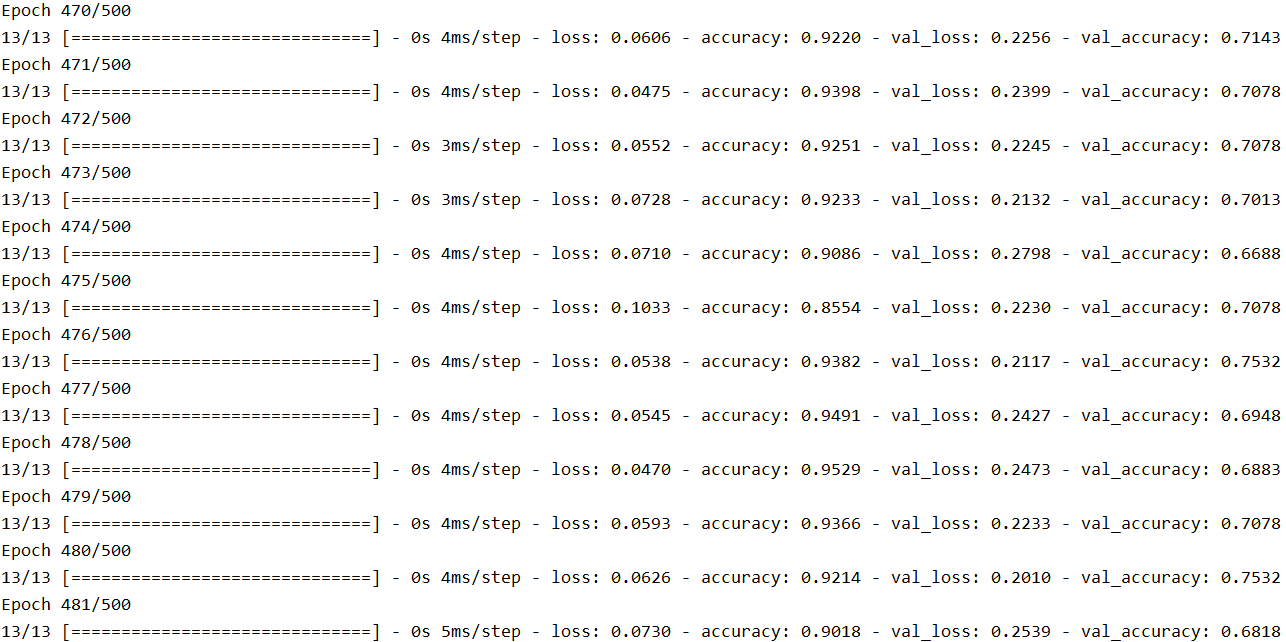 Epoch 470/500
13/13 [==============================] - 0s 4ms/step - loss: 0.0606 - accuracy: 0.9220 - val_loss: 0.2256 - val_accuracy: 0.7143
Epoch 471/500
13/13 [==============================] - 0s 4ms/step - loss: 0.0475 - accuracy: 0.9398 - val_loss: 0.2399 - val_accuracy: 0.7078
Epoch 472/500
13/13 [==============================] - 0s 3ms/step - loss: 0.0552 - accuracy: 0.9251 - val_loss: 0.2245 - val_accuracy: 0.7078
Epoch 473/500
13/13 [==============================] - 0s 3ms/step - loss: 0.0728 - accuracy: 0.9233 - val_loss: 0.2132 - val_accuracy: 0.7013
Epoch 474/500
13/13 [==============================] - 0s 4ms/step - loss: 0.0710 - accuracy: 0.9086 - val_loss: 0.2798 - val_accuracy: 0.6688
Epoch 475/500
13/13 [==============================] - 0s 4ms/step - loss: 0.1033 - accuracy: 0.8554 - val_loss: 0.2230 - val_accuracy: 0.7078
Epoch 476/500
13/13 [==============================] - 0s 4ms/step - loss: 0.0538 - accuracy: 0.9382 - val_loss: 0.2117 - val_accuracy: 0.7532
Epoch 477/500
13/13 [==============================] - 0s 4ms/step - loss: 0.0545 - accuracy: 0.9491 - val_loss: 0.2427 - val_accuracy: 0.6948
Epoch 478/500
13/13 [==============================] - 0s 4ms/step - loss: 0.0470 - accuracy: 0.9529 - val_loss: 0.2473 - val_accuracy: 0.6883
Epoch 479/500
13/13 [==============================] - 0s 4ms/step - loss: 0.0593 - accuracy: 0.9366 - val_loss: 0.2233 - val_accuracy: 0.7078
Epoch 480/500
13/13 [==============================] - 0s 4ms/step - loss: 0.0626 - accuracy: 0.9214 - val_loss: 0.2010 - val_accuracy: 0.7532
Epoch 481/500
13/13 [==============================] - 0s 5ms/step - loss: 0.0730 - accuracy: 0.9018 - val_loss: 0.2539 - val_accuracy: 0.6818